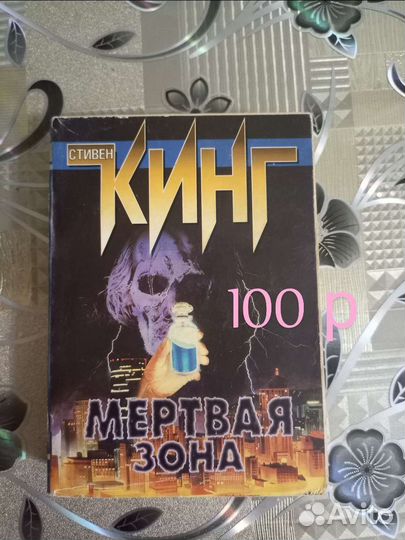 СТИВЕН
КИНГ
100 р
МЕРТВАЯ
ЗОНА
Avito